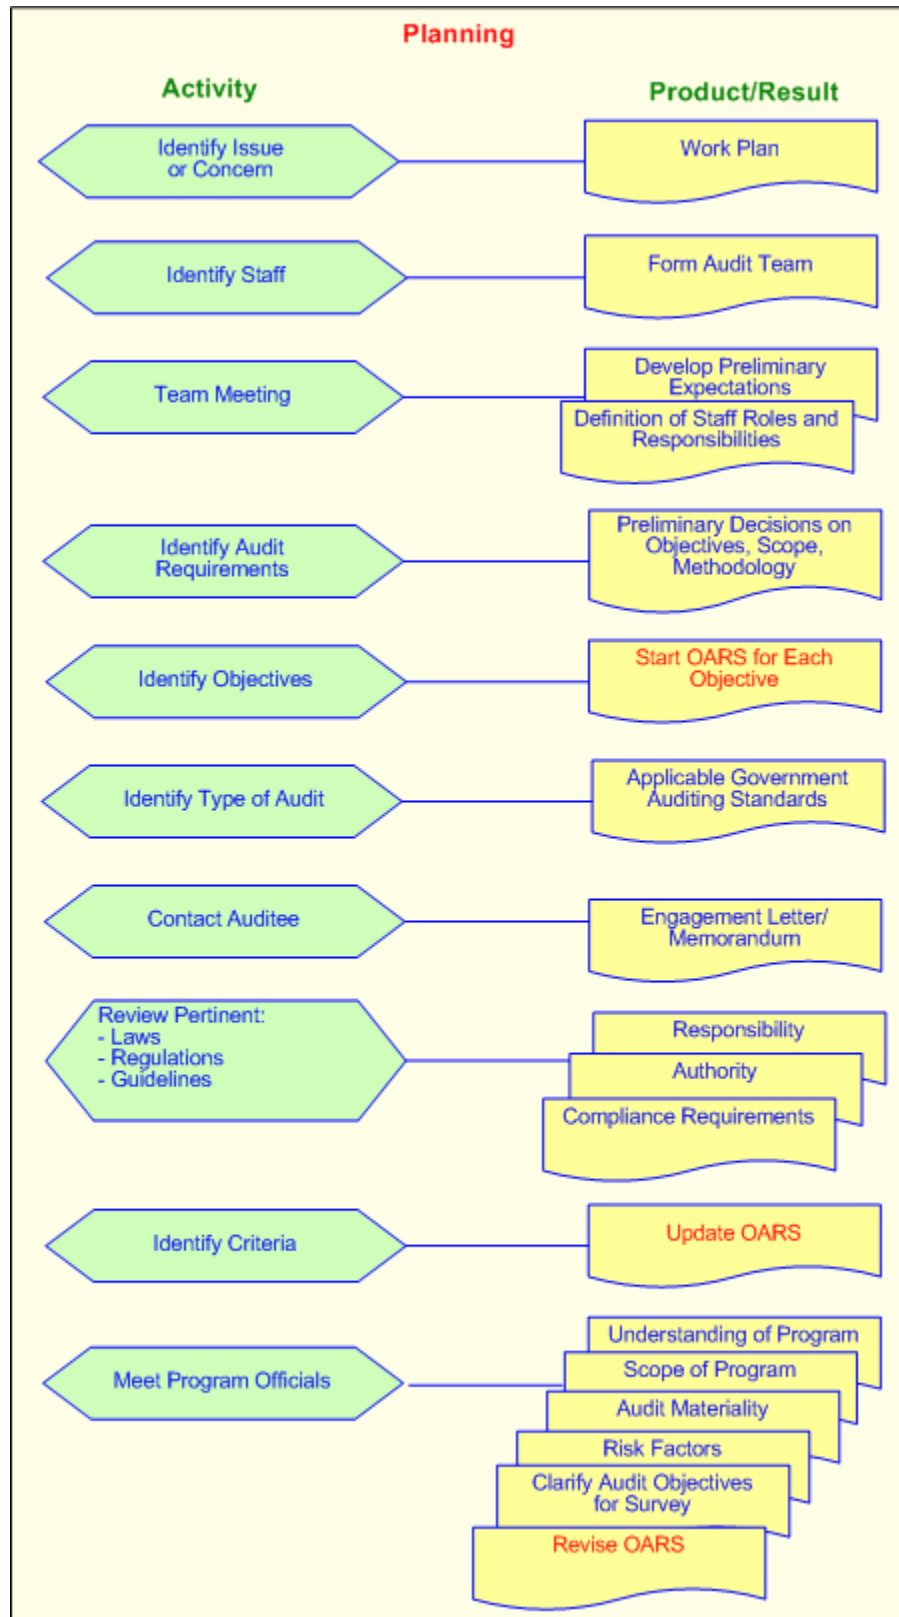 Planning
Activity
Product/Result
Identify Issue
or Concern
Work Plan
Identify Staff
Form Audit Team
Team Meeting
Develop Preliminary
Expectations
Definition of Staff Roles and
Responsibilities
Identify Audit
Requirements
Preliminary Decisions on
Objectives, Scope,
Methodology
Identify Objectives
Start OARS for Each
Objective
Identify Type of Audit
Applicable Government
Auditing Standards
Contact Auditee
Engagement Letter/
Memorandum
Review Pertinent:
- Laws
- Regulations
- Guidelines
Responsibility
Authority
Compliance Requirements
Identify Criteria
Update OARS
Meet Program Officials
Understanding of Program
Scope of Program
Audit Materiality
Risk Factors
Clarify Audit Objectives
for Survey
Revise OARS